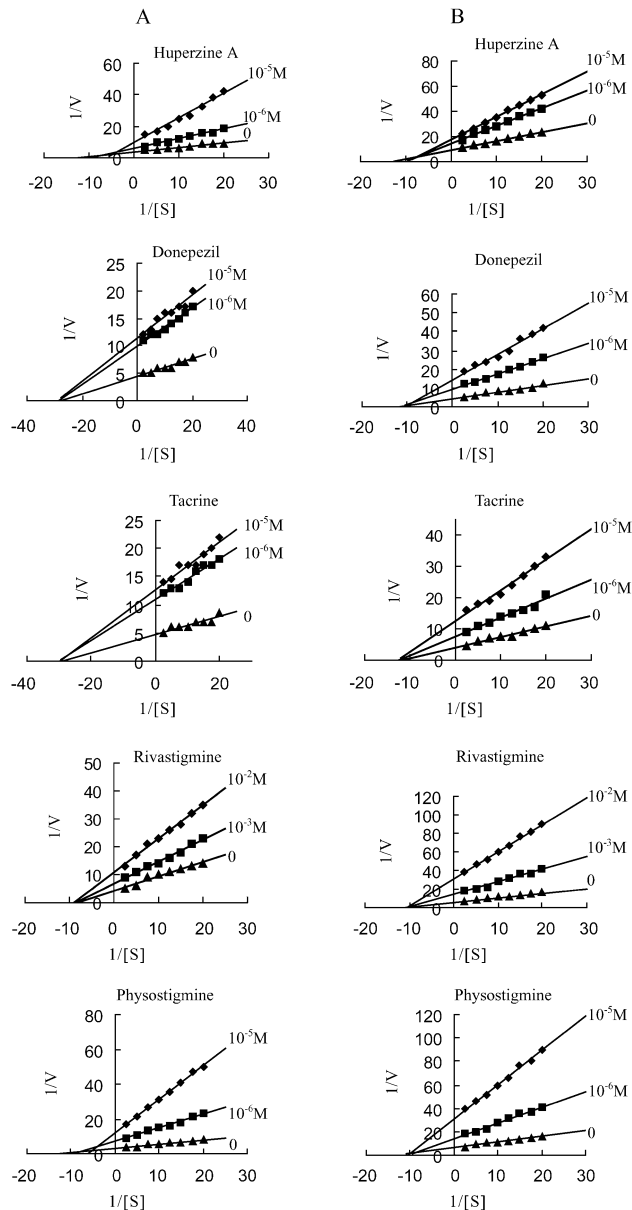 A
B
Huperzine A
60
40
20
0
-20
-10
0
10
20
30
1/V
1/[S]
10⁻⁵M
10⁻⁶M
0
Huperzine A
80
60
40
20
0
-20
-10
0
10
20
30
1/V
1/[S]
10⁻⁵M
10⁻⁶M
0
Donepezil
25
20
15
10
5
0
40
-20
0
20
40
1/V
1/[S]
10⁻⁵M
10⁻⁶M
0
Donepezil
60
50
40
30
20
10
0
-20
-10
0
10
20
30
1/V
1/[S]
10⁻⁵M
10⁻⁶M
0
Tacrine
25
20
15
10
5
0
-40
-20
0
20
1/V
1/[S]
10⁻⁵M
10⁻⁶M
0
Tacrine
40
30
20
10
0
-20
-10
0
10
20
30
1/V
1/[S]
10⁻⁵M
10⁻⁶M
0
Rivastigmine
50
40
30
20
10
0
-20
-10
0
10
20
30
1/V
1/[S]
10⁻²M
10⁻³M
0
Rivastigmine
120
100
80
60
40
20
0
-20
-10
0
10
20
30
1/V
1/[S]
10⁻²M
10⁻³M
0
Physostigmine
80
60
40
20
0
-20
-10
0
10
20
30
1/V
1/[S]
10⁻⁵M
10⁻⁶M
0
Physostigmine
120
100
80
60
40
20
0
-20
-10
0
10
20
30
1/V
1/[S]
10⁻⁵M
10⁻⁶M
0